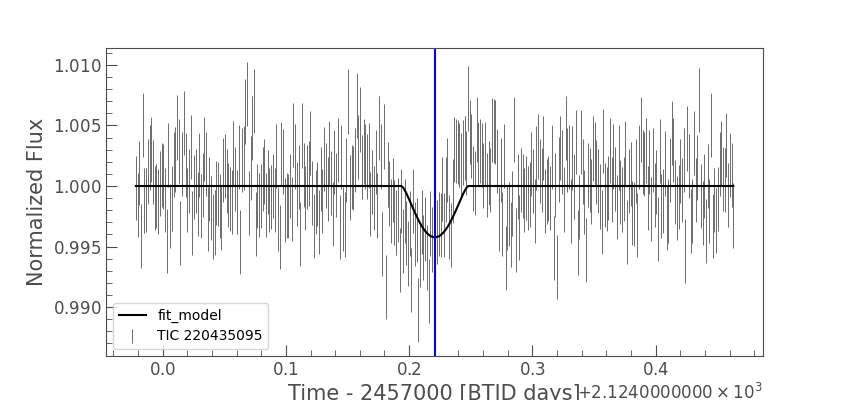 1.010
1.005
1.000
0.995
0.990
Normalized Flux
fit_model
TIC 220435095
0.0 0.1 0.2 0.3 0.4
Time - 2457000 [BTJD days]
+2.1240000000 × 10³